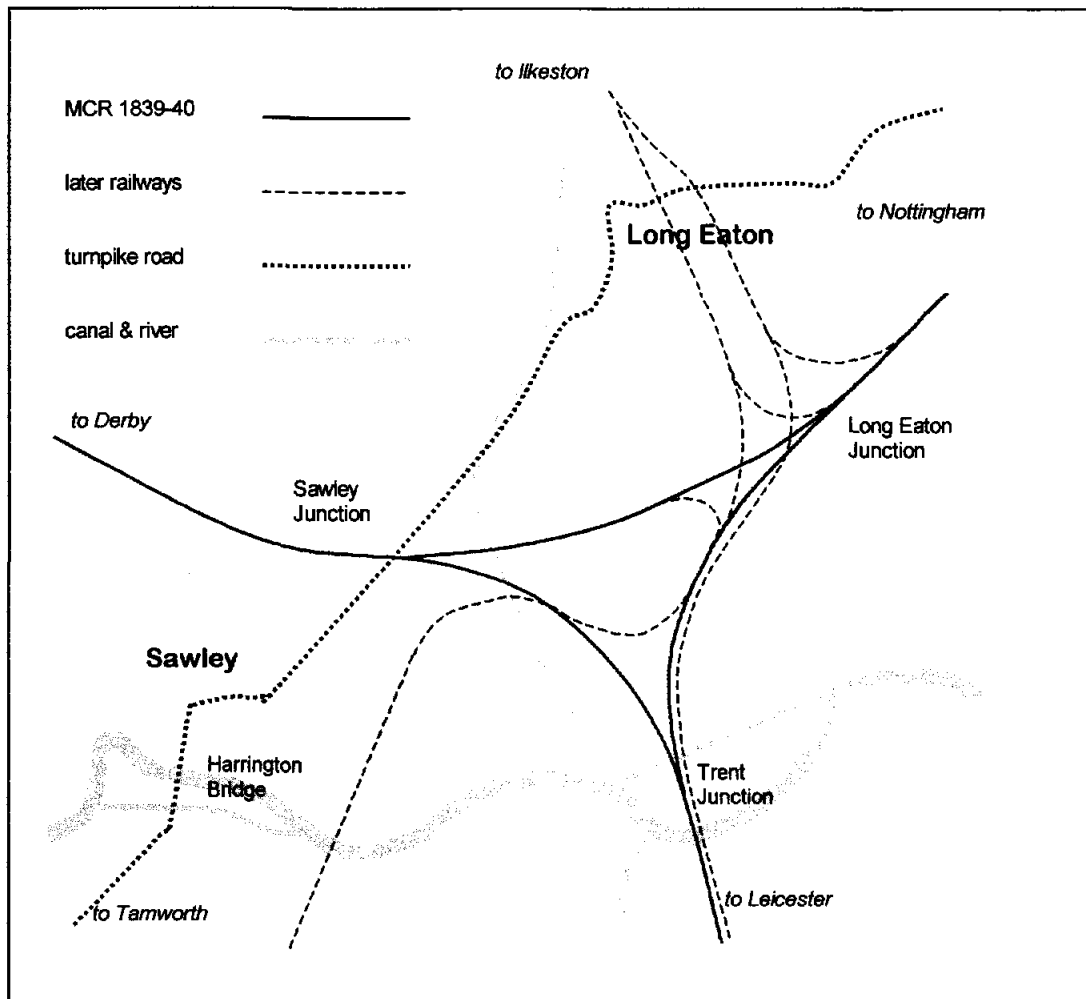 to Ilkeston
MCR 1839-40
later railways
turnpike road
canal & river
to Nottingham
Long Eaton
to Derby
Long Eaton
Junction
Sawley
Junction
Sawley
Harrington
Bridge
Trent
Junction
to Tamworth
to Leicester